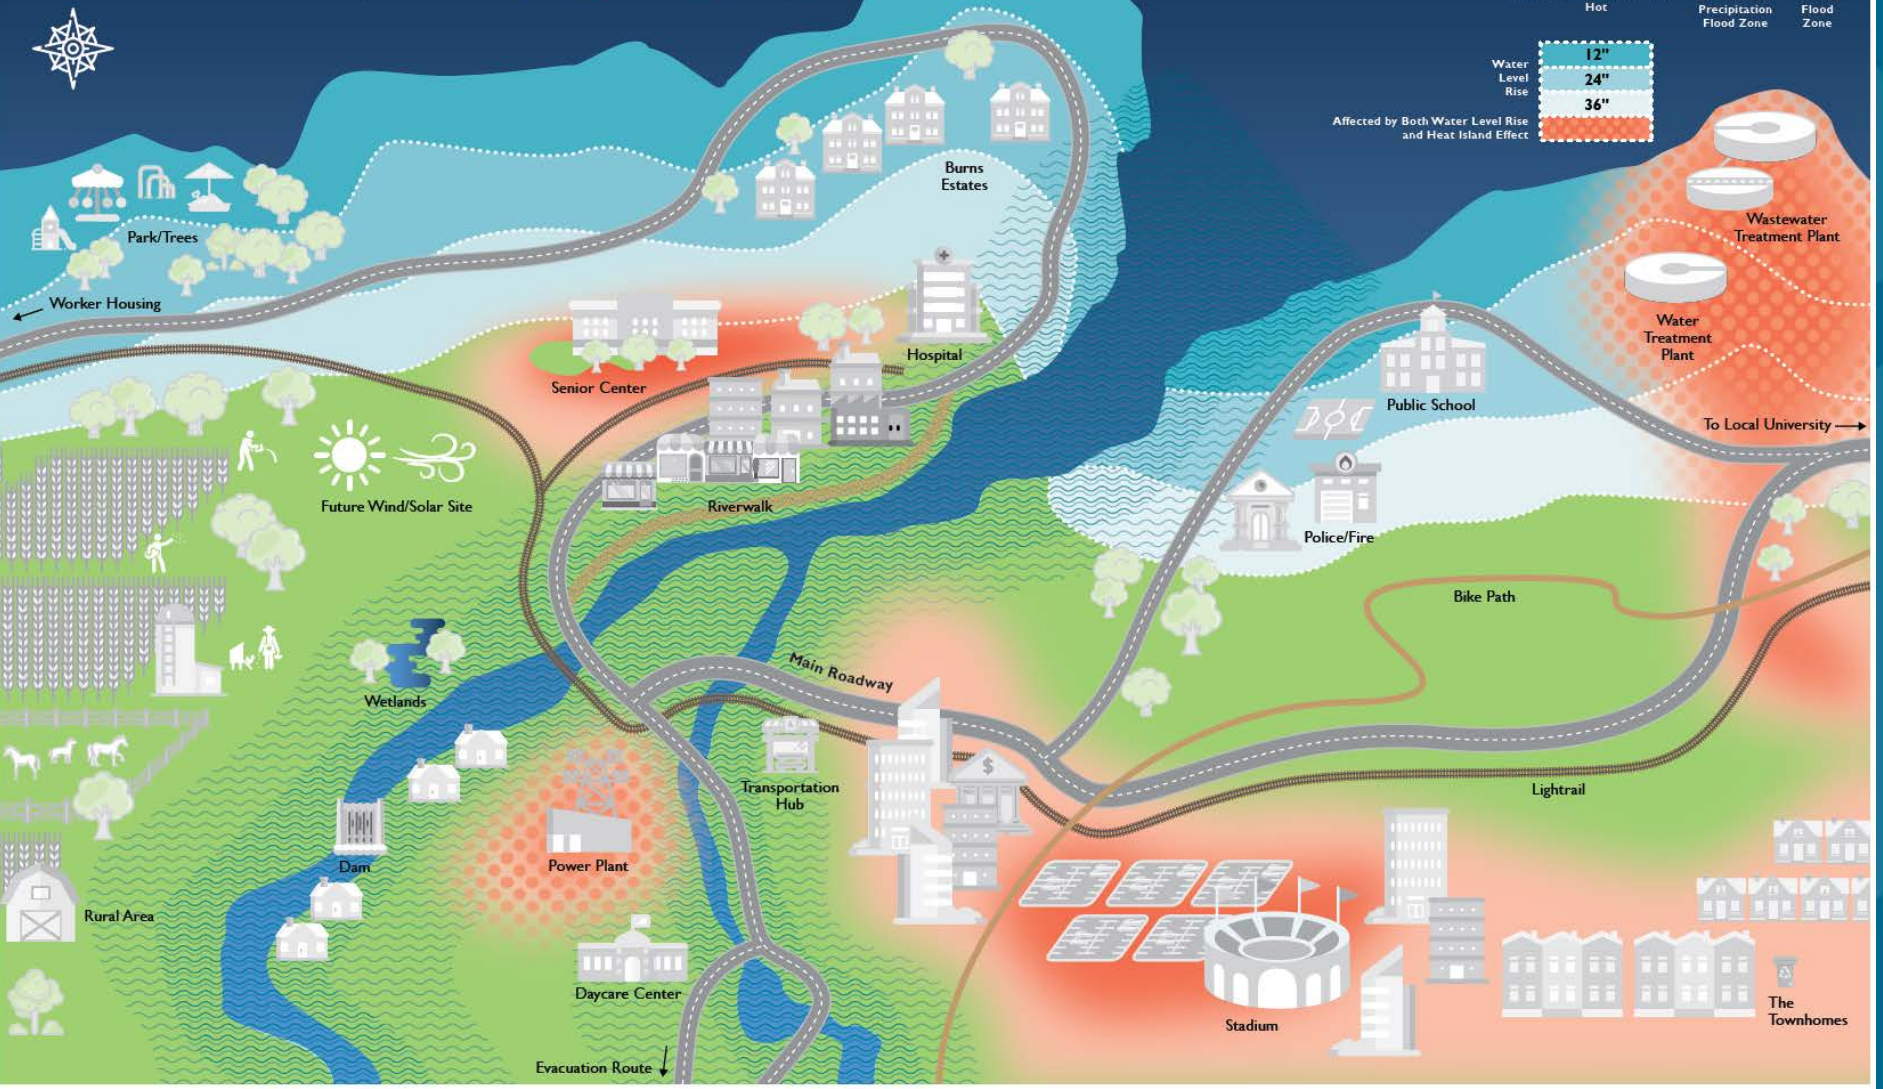 Hot
Precipitation
Flood Zone
Flood
Zone
Water
Level
Rise
12"
24"
36"
Affected by Both Water Level Rise
and Heat Island Effect
Burns
Estates
Park/Trees
Wastewater
Treatment Plant
Worker Housing
Water
Treatment
Plant
Hospital
Senior Center
Public School
To Local University
Future Wind/Solar Site
Riverwalk
Police/Fire
Bike Path
Main Roadway
Wetlands
$
Transportation
Hub
Lightrail
Dam
Power Plant
Rural Area
Daycare Center
Stadium
The
Townhomes
Evacuation Route